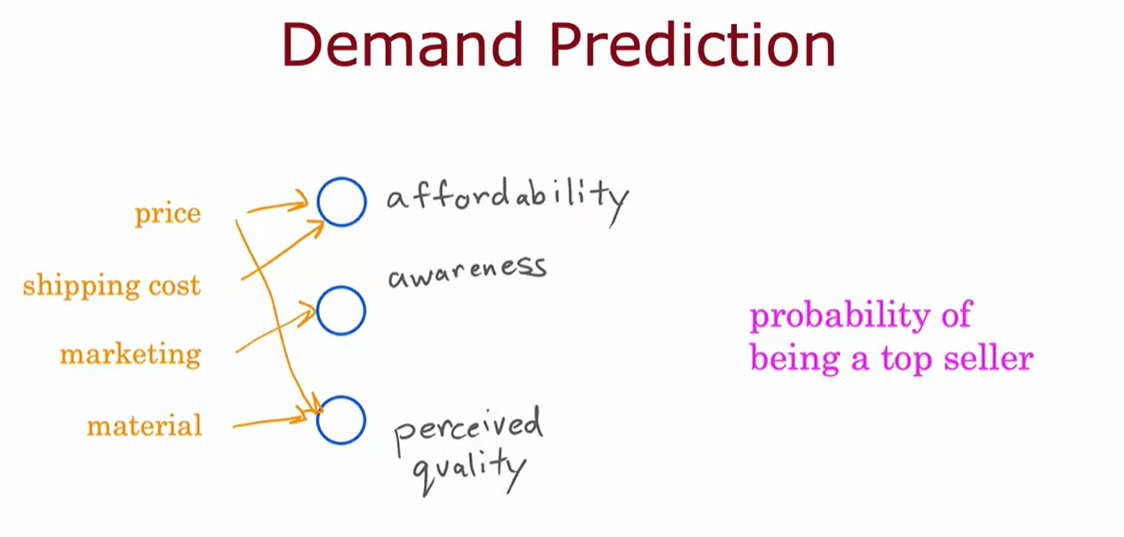 Demand Prediction
price
shipping cost
marketing
material
affordability
awareness
perceived
quality
probability of
being a top seller